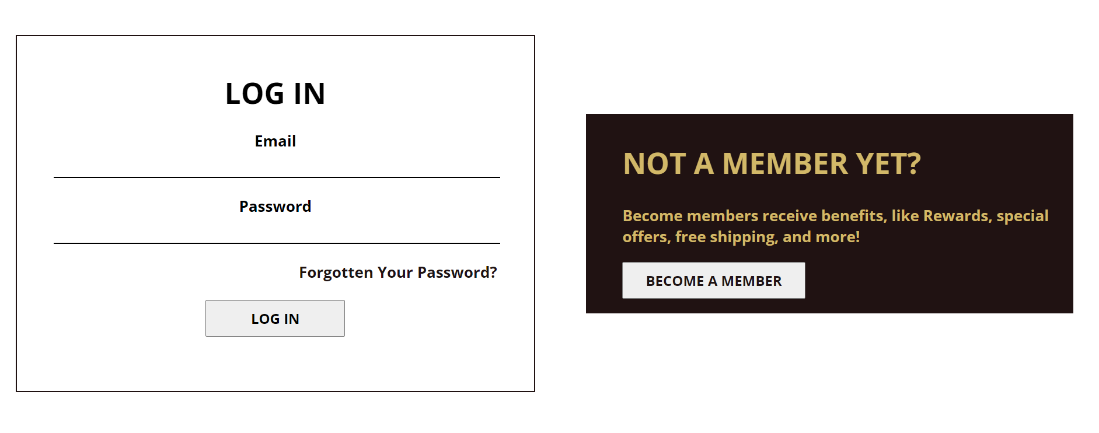 LOG IN
Email
Password
Forgotten Your Password?
LOG IN
NOT A MEMBER YET?
Become members receive benefits, like Rewards, special
offers, free shipping, and more!
BECOME A MEMBER